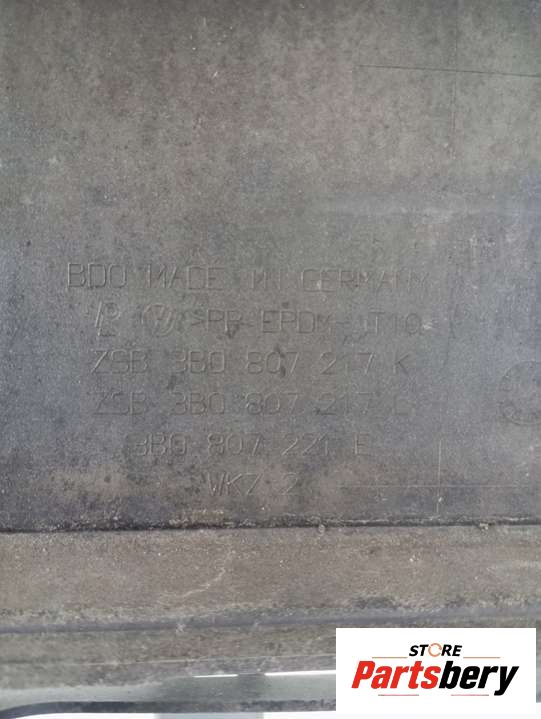 BDO MADE IN GERMANY
>PP-EPDM-T10
ZSB 3B0 807 217 K
ZSB 3B0 807 217 L
3B0 807 221 E
WKZ 2
STORE
Partsbery